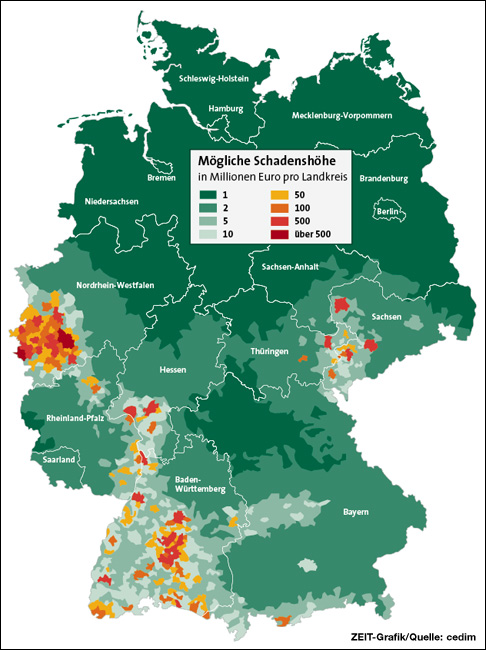 Schleswig-Holstein
Hamburg
Mecklenburg-Vorpommern
Mögliche Schadenshöhe
in Millionen Euro pro Landkreis
1 50
2 100
5 500
10 über 500
Bremen
Brandenburg
Niedersachsen
Berlin
Sachsen-Anhalt
Nordrhein-Westfalen
Sachsen
Thüringen
Hessen
Rheinland-Pfalz
Saarland
Baden-
Württemberg
Bayern
ZEIT-Grafik/Quelle: cedim